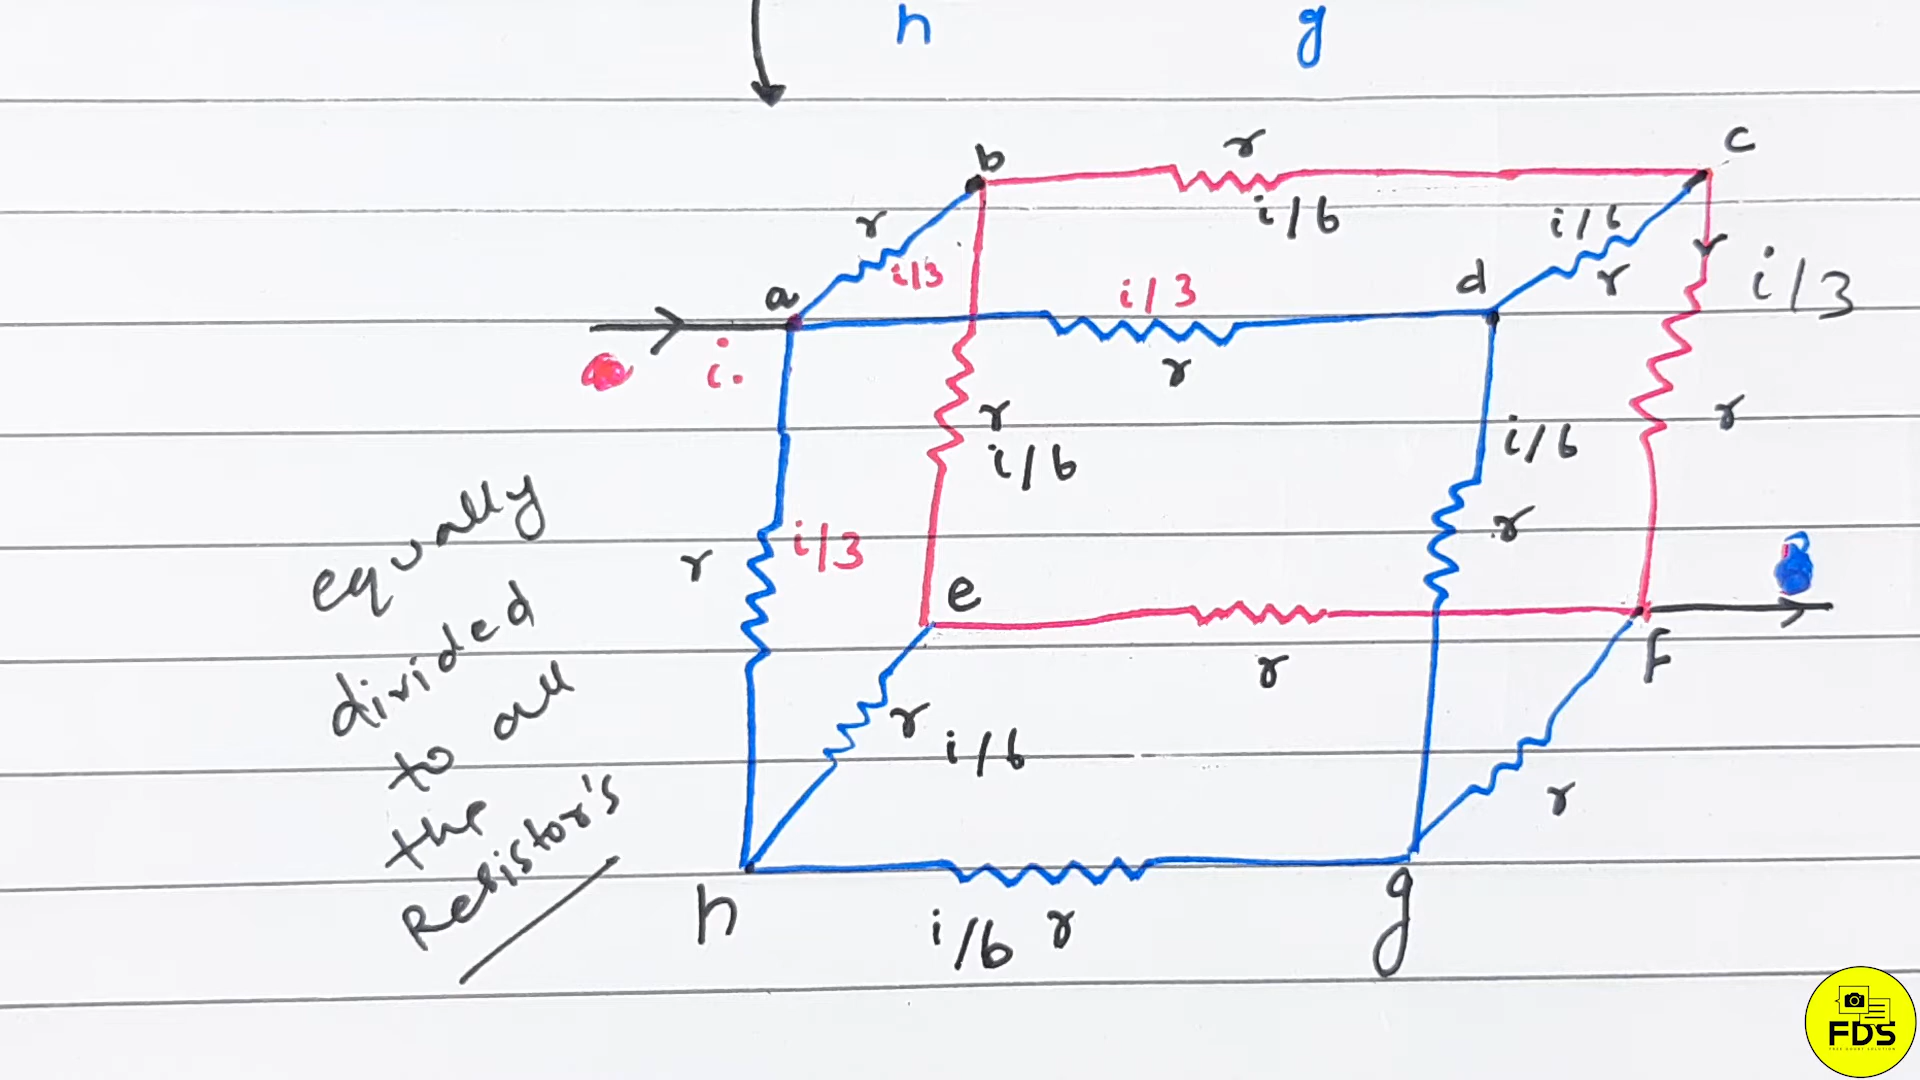 h g
b r c
i/6
i/6
r
i/3
r
a i/3 d
i/3
i.
r
r
i/6
i/6
r
r
equally
divided
to all
the
Resistor's
r i/3
e
r
f
r
i/6
r
h g
i/6 r
FDS